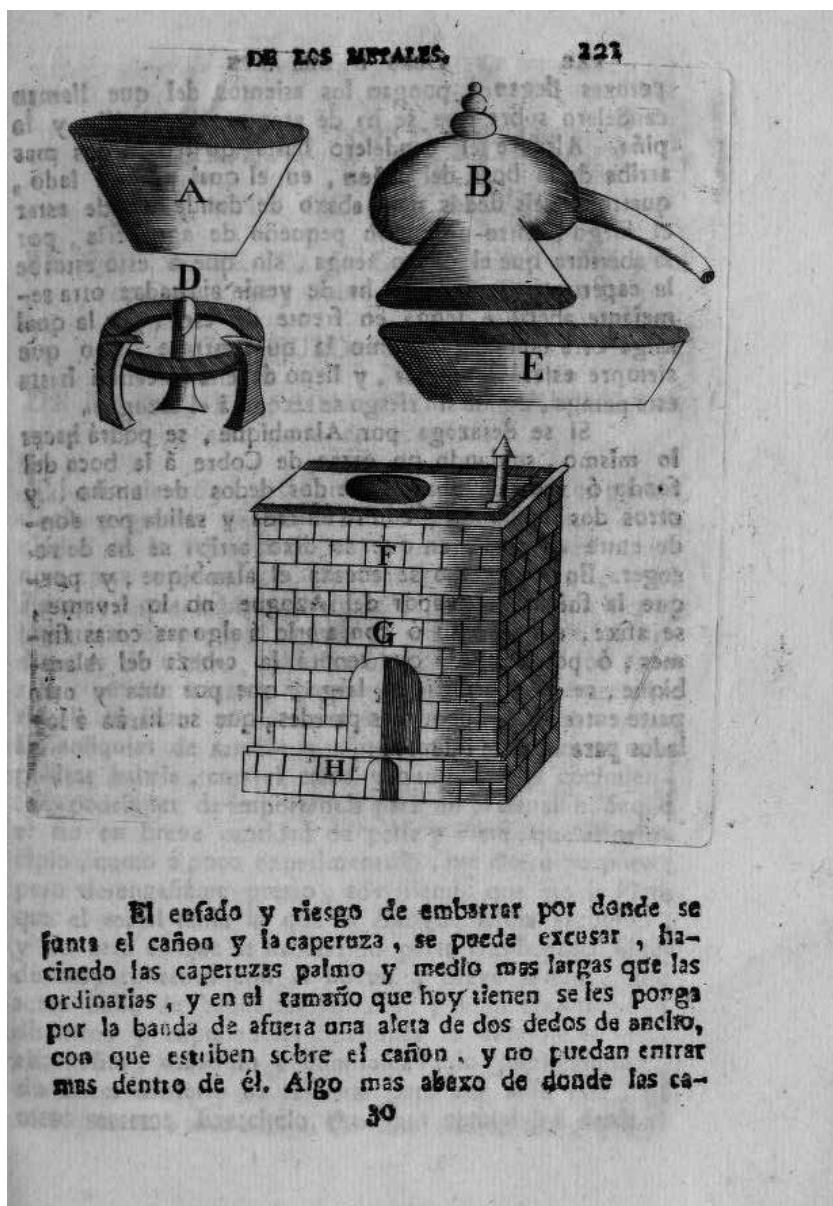 DE LOS METALES. 221
A
B
D
E
F
G
H
El enfado y riesgo de embarrar por donde se
junta el cañon y la caperuza, se puede excusar, ha-
cinedo las caperuzas palmo y medio mas largas que las
ordinarias, y en el tamaño que hoy tienen se les ponga
por la banda de afuera una aleta de dos dedos de ancho,
con que estriben sobre el cañon, y no puedan entrar
mas dentro de él. Algo mas abaxo de donde las ca-
30